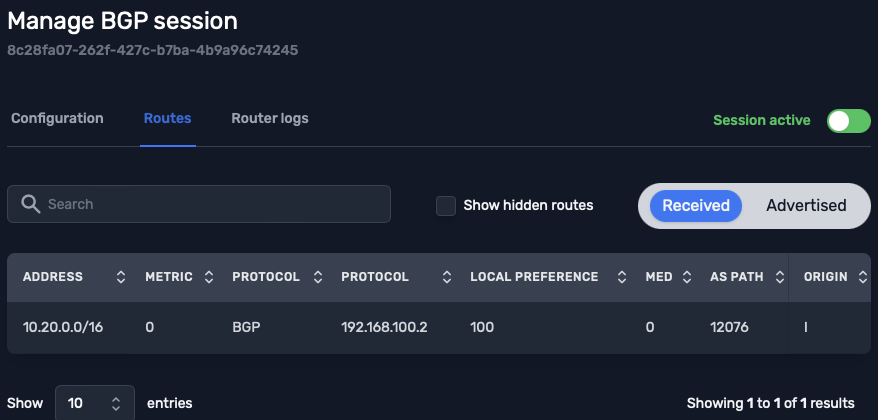 Manage BGP session
8c28fa07-262f-427c-b7ba-4b9a96c74245
Configuration Routes Router logs Session active
Search Show hidden routes Received Advertised
ADDRESS METRIC PROTOCOL PROTOCOL LOCAL PREFERENCE MED AS PATH ORIGIN
10.20.0.0/16 0 BGP 192.168.100.2 100 0 12076 I
Show 10 entries Showing 1 to 1 of 1 results